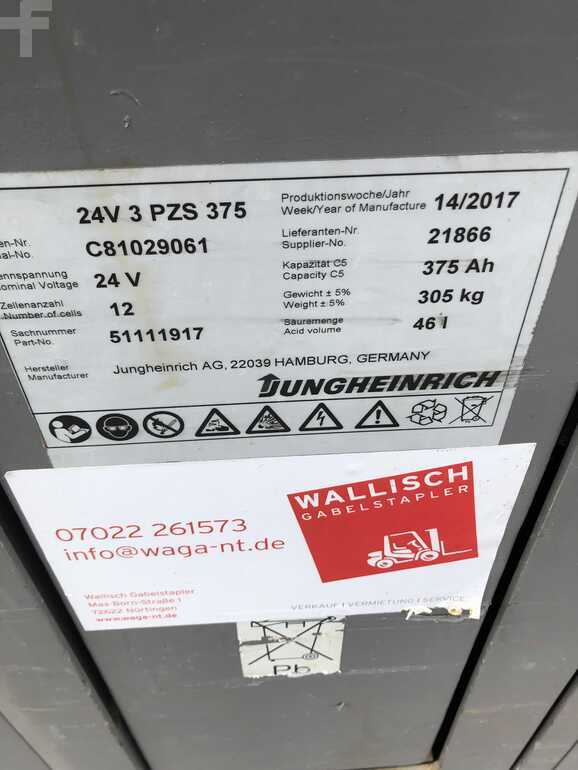 24V 3 PZS 375
Produktionswoche/Jahr
Week/Year of Manufacture 14/2017
en-Nr.
al-No. C81029061
Lieferanten-Nr.
Supplier-No. 21866
ennspannung
ominal Voltage 24 V
Kapazität C5
Capacity C5 375 Ah
Zellenanzahl
Number of cells 12
Gewicht ± 5%
Weight ± 5% 305 kg
Sachnummer
Part-No. 51111917
Säuremenge
Acid volume 46 l
Hersteller
Manufacturer Jungheinrich AG, 22039 HAMBURG, GERMANY
JUNGHEINRICH
WALLISCH
GABELSTAPLER
07022 261573
info@waga-nt.de
Wallisch Gabelstapler
Max-Born-Straße 1
72622 Nürtingen
www.waga-nt.de
VERKAUF | VERMIETUNG | SERVICE
Pb